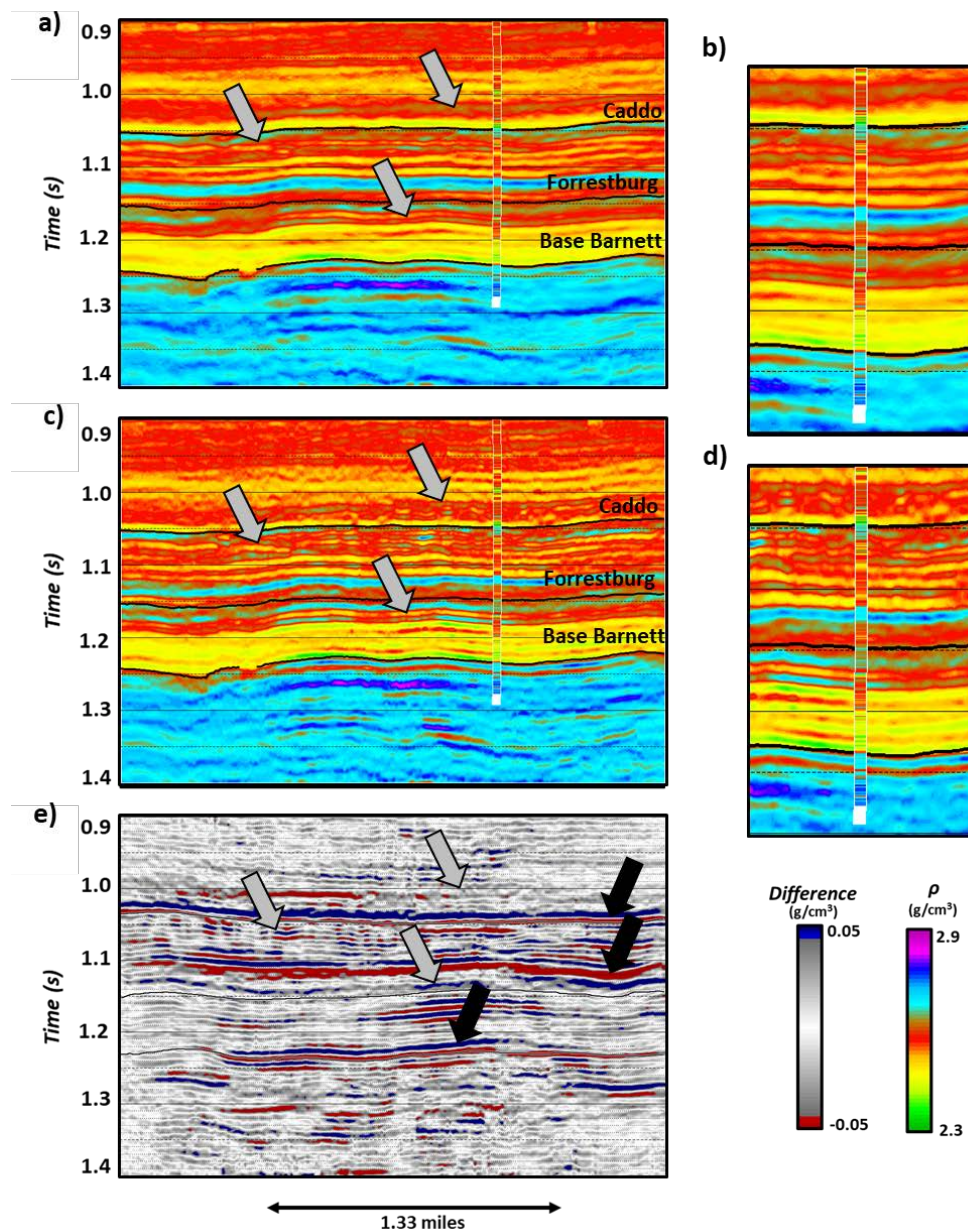 a)
0.9
1.0
1.1
1.2
1.3
1.4
Time (s)
Caddo
Forrestburg
Base Barnett
b)
c)
0.9
1.0
1.1
1.2
1.3
1.4
Time (s)
Caddo
Forrestburg
Base Barnett
d)
e)
0.9
1.0
1.1
1.2
1.3
1.4
Time (s)
1.33 miles
Difference
(g/cm³)
0.05
-0.05
ρ
(g/cm³)
2.9
2.3